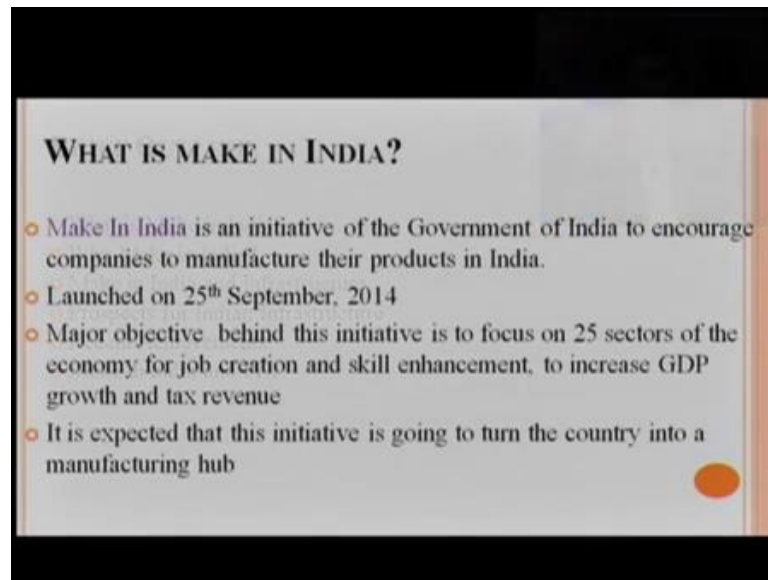 WHAT IS MAKE IN INDIA?
Make In India is an initiative of the Government of India to encourage
companies to manufacture their products in India.
Launched on 25th September, 2014
Major objective behind this initiative is to focus on 25 sectors of the
economy for job creation and skill enhancement, to increase GDP
growth and tax revenue
It is expected that this initiative is going to turn the country into a
manufacturing hub